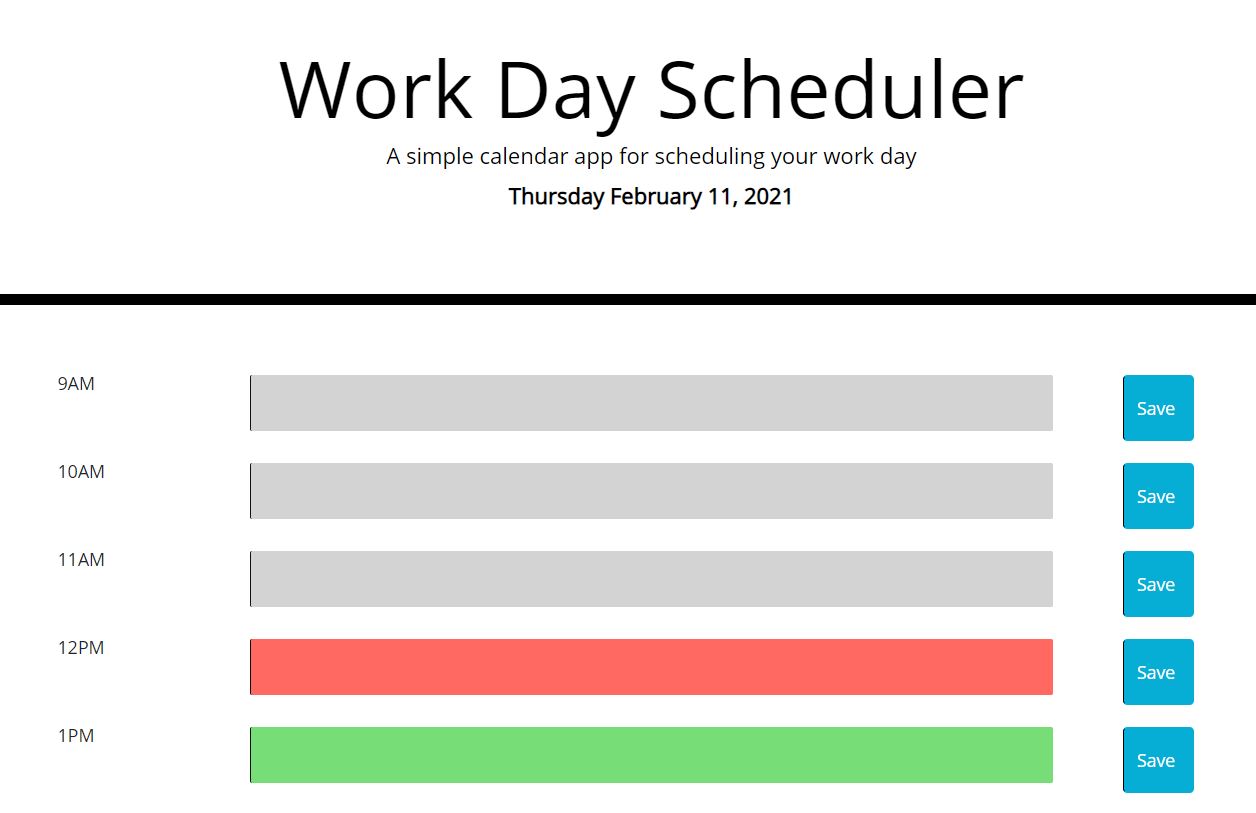 Work Day Scheduler
A simple calendar app for scheduling your work day
Thursday February 11, 2021
9AM
Save
10AM
Save
11AM
Save
12PM
Save
1PM
Save